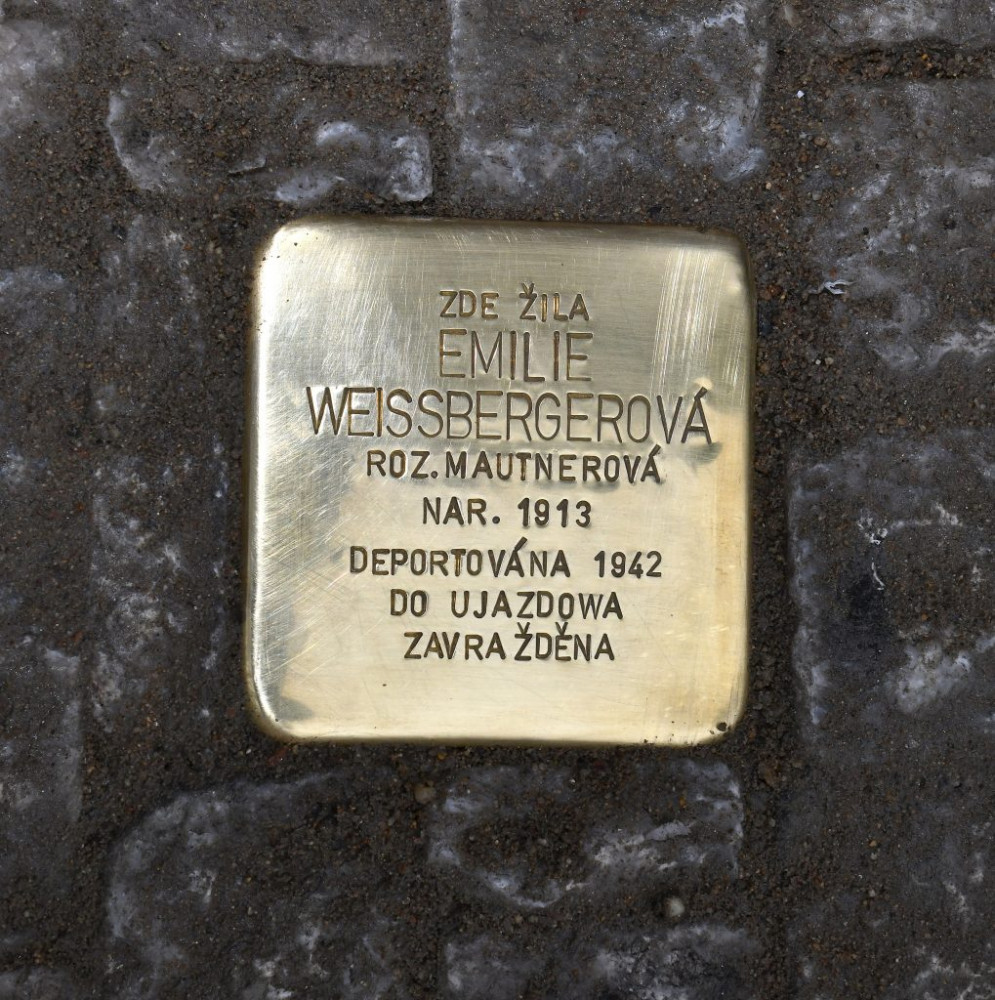 ZDE ŽILA
EMILIE
WEISSBERGEROVÁ
ROZ. MAUTNEROVÁ
NAR. 1913
DEPORTOVÁNA 1942
DO UJAZDOWA
ZAVRAŽDĚNA